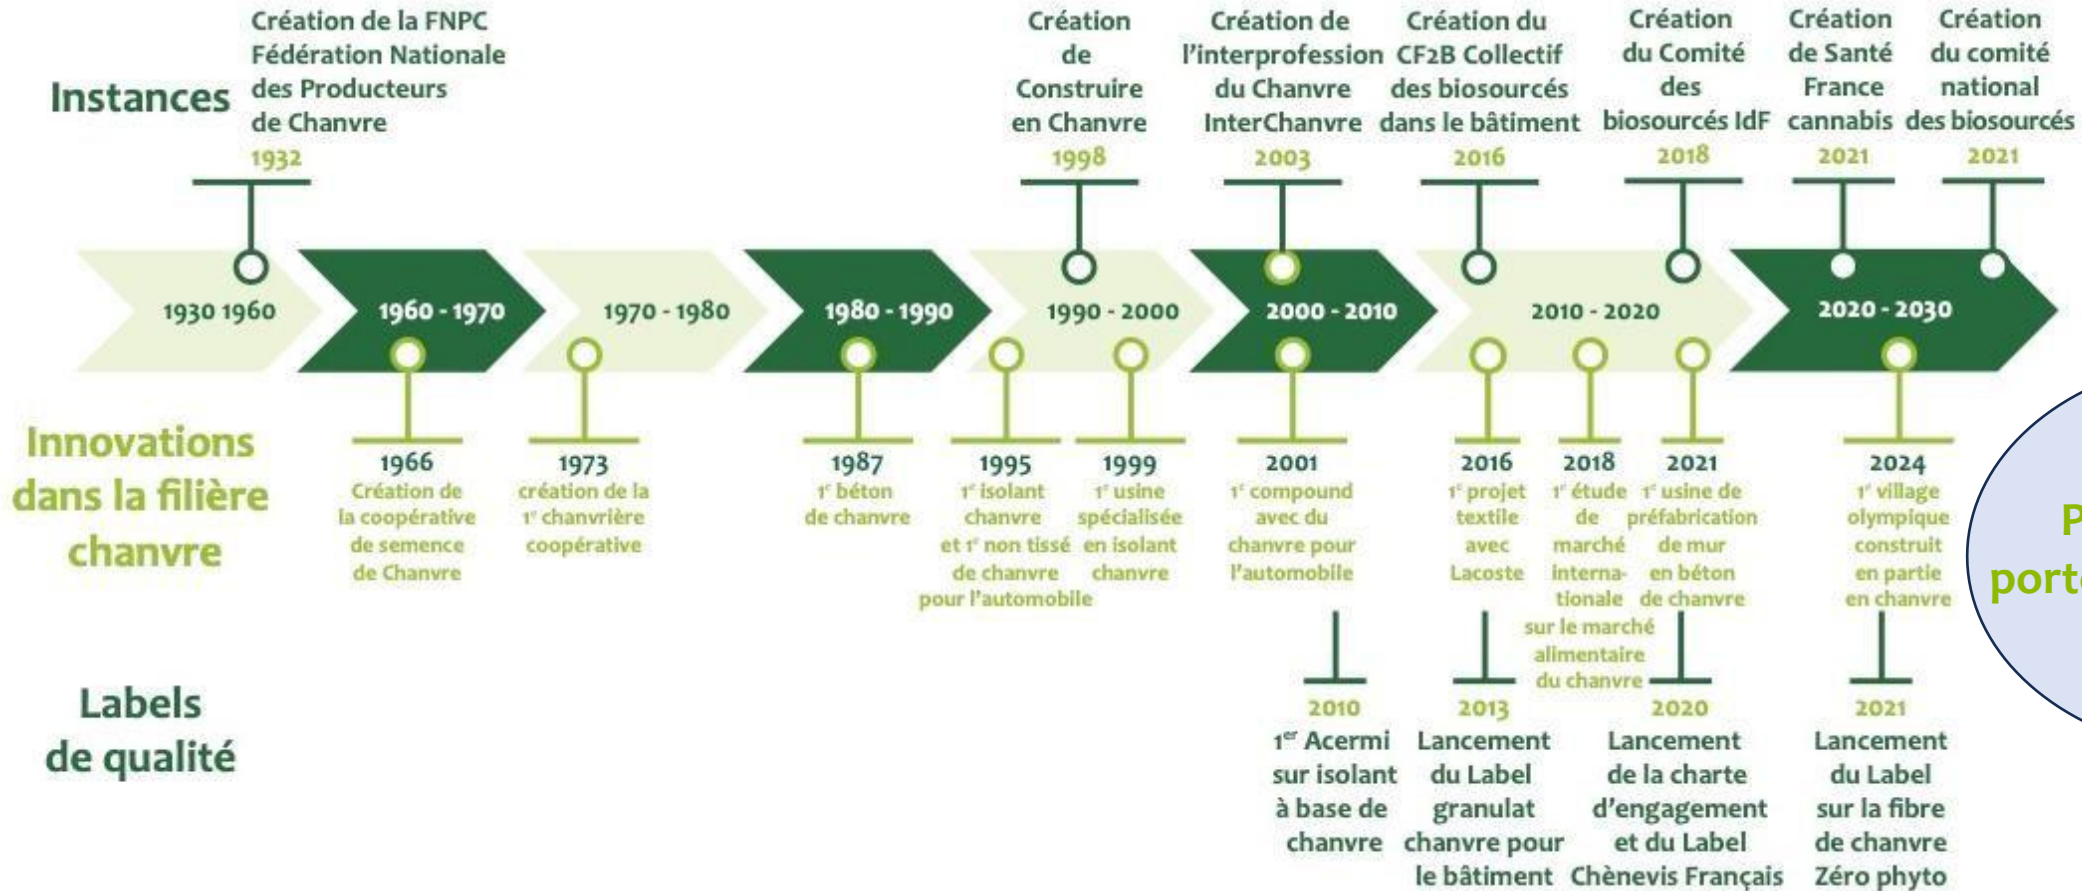 Instances
Création de la FNPC
Fédération Nationale
des Producteurs
de Chanvre
1932
Création
de
Construire
en Chanvre
1998
Création de
l'interprofession
du Chanvre
InterChanvre
2003
Création du
CF2B Collectif
des biosourcés
dans le bâtiment
2016
Création
du Comité
des
biosourcés IdF
2018
Création
de Santé
France
cannabis
2021
Création
du comité
national
des biosourcés
2021
1930 1960
1960 - 1970
1970 - 1980
1980 - 1990
1990 - 2000
2000 - 2010
2010 - 2020
2020 - 2030
Innovations
dans la filière
chanvre
1966
Création de
la coopérative
de semence
de Chanvre
1973
création de la
1e chanvrière
coopérative
1987
1e béton
de chanvre
1995
1e isolant
chanvre
et 1e non tissé
de chanvre
pour l'automobile
1999
1e usine
spécialisée
en isolant
chanvre
2001
1e compound
avec du
chanvre pour
l'automobile
2016
1e projet
textile
avec
Lacoste
2018
1e étude
de
marché
interna-
tionale
sur le marché
alimentaire
du chanvre
2021
1e usine de
préfabrication
de mur
en béton
de chanvre
2024
1e village
olympique
construit
en partie
en chanvre
P
porte
Labels
de qualité
2010
1er Acermi
sur isolant
à base de
chanvre
2013
Lancement
du Label
granulat
chanvre pour
le bâtiment
2020
Lancement
de la charte
d'engagement
et du Label
Chènevis Français
2021
Lancement
du Label
sur la fibre
de chanvre
Zéro phyto